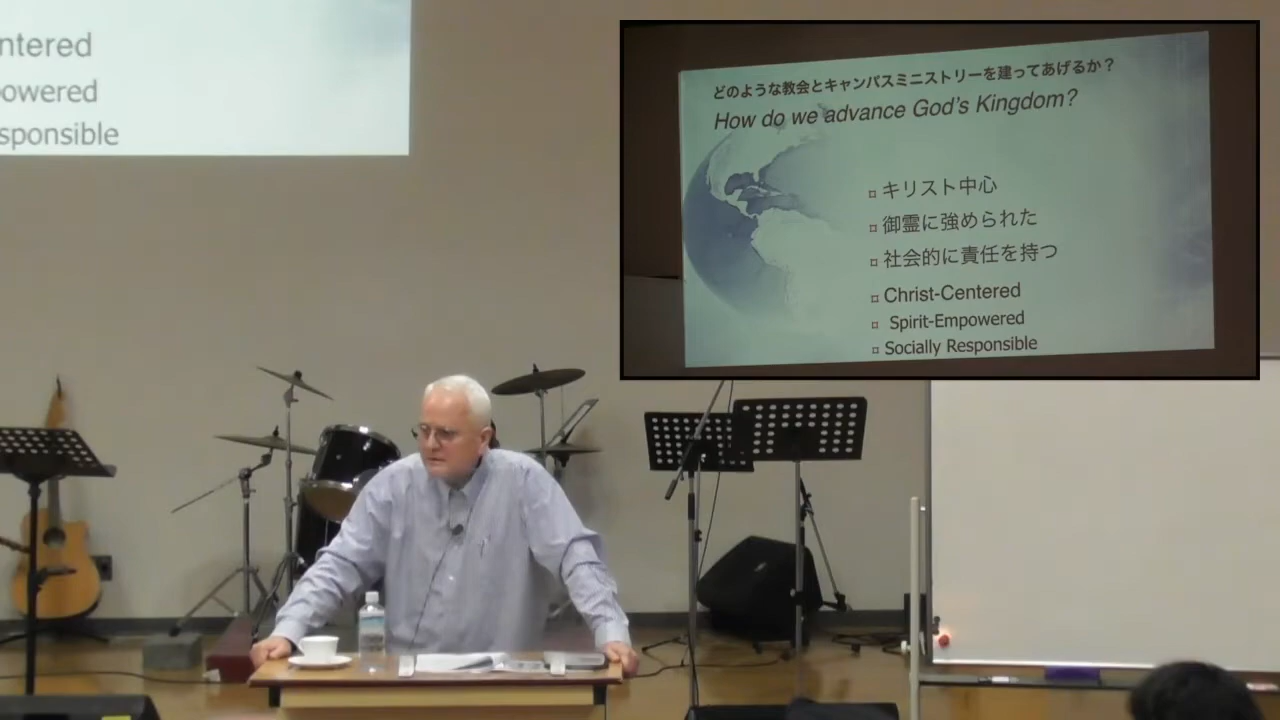 ntered
owered
sponsible
どのような教会とキャンパスミニストリーを建ってあげるか？
How do we advance God's Kingdom?
キリスト中心
御霊に強められた
社会的に責任を持つ
Christ-Centered
Spirit-Empowered
Socially Responsible